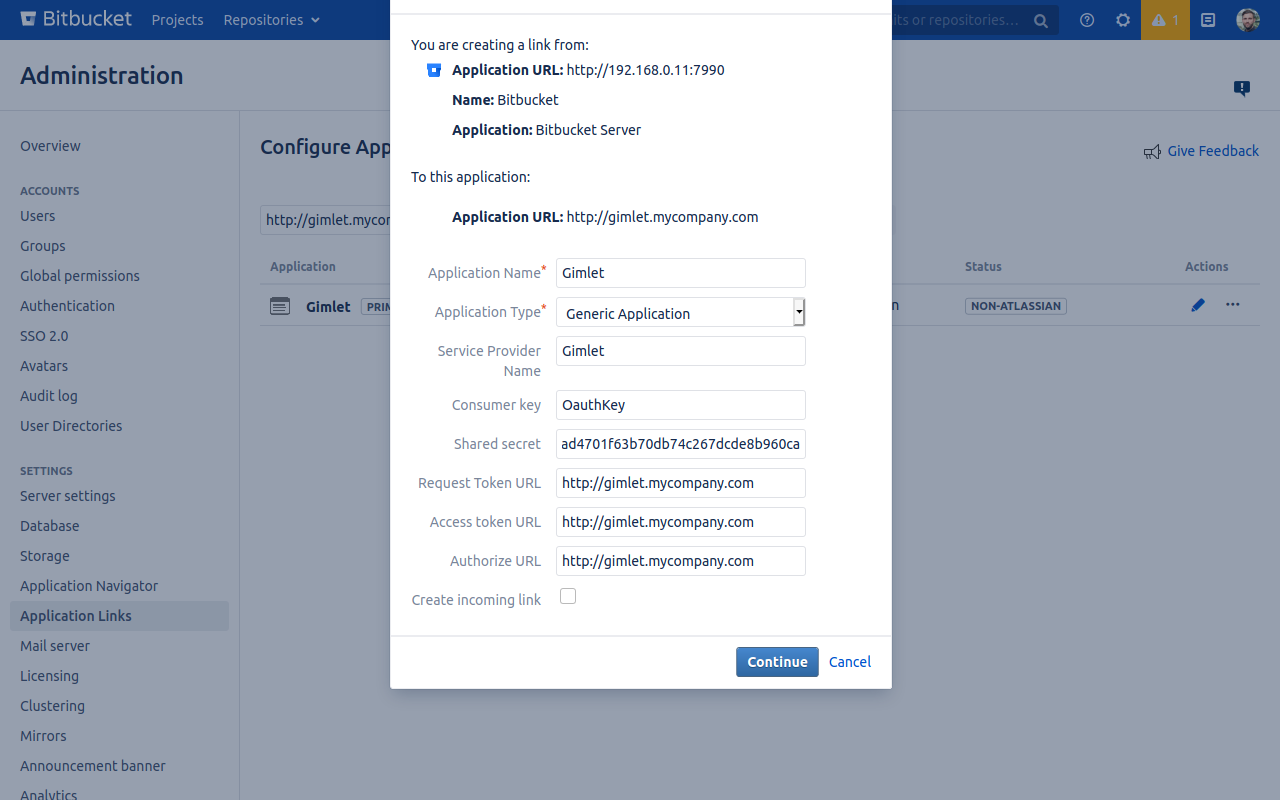 Bitbucket Projects Repositories its or repositories... 1
Administration
You are creating a link from:
Application URL: http://192.168.0.11:7990
Name: Bitbucket
Application: Bitbucket Server
To this application:
Application URL: http://gimlet.mycompany.com
Application Name* Gimlet
Application Type* Generic Application
Service Provider Name Gimlet
Consumer key OauthKey
Shared secret ad4701f63b70db74c267dcde8b960ca
Request Token URL http://gimlet.mycompany.com
Access token URL http://gimlet.mycompany.com
Authorize URL http://gimlet.mycompany.com
Create incoming link
Continue Cancel
Overview
ACCOUNTS
Users
Groups
Global permissions
Authentication
SSO 2.0
Avatars
Audit log
User Directories
SETTINGS
Server settings
Database
Storage
Application Navigator
Application Links
Mail server
Licensing
Clustering
Mirrors
Announcement banner
Analytics
Configure App
Give Feedback
http://gimlet.mycor
Application Status Actions
Gimlet PRIM n NON-ATLASSIAN